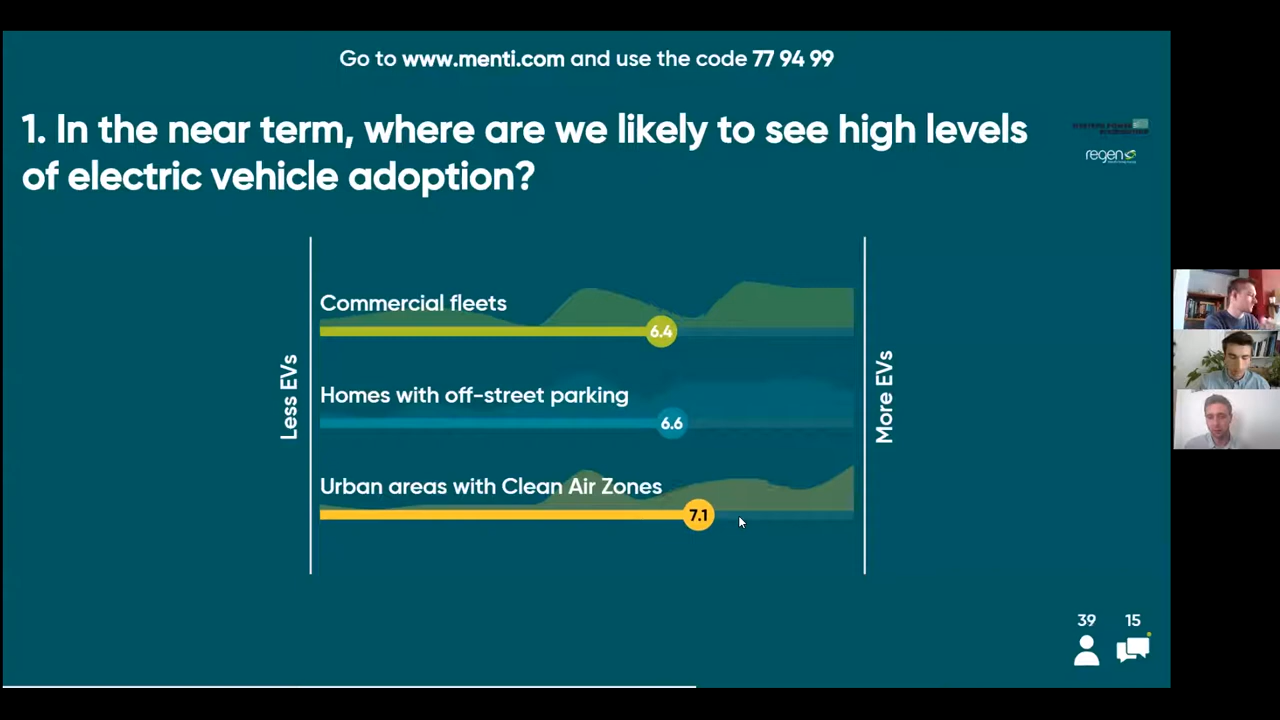 Go to www.menti.com and use the code 77 94 99
1. In the near term, where are we likely to see high levels
of electric vehicle adoption?
regen
Commercial fleets
6.4
Less EVs
Homes with off-street parking
6.6
More EVs
Urban areas with Clean Air Zones
7.1
39
15